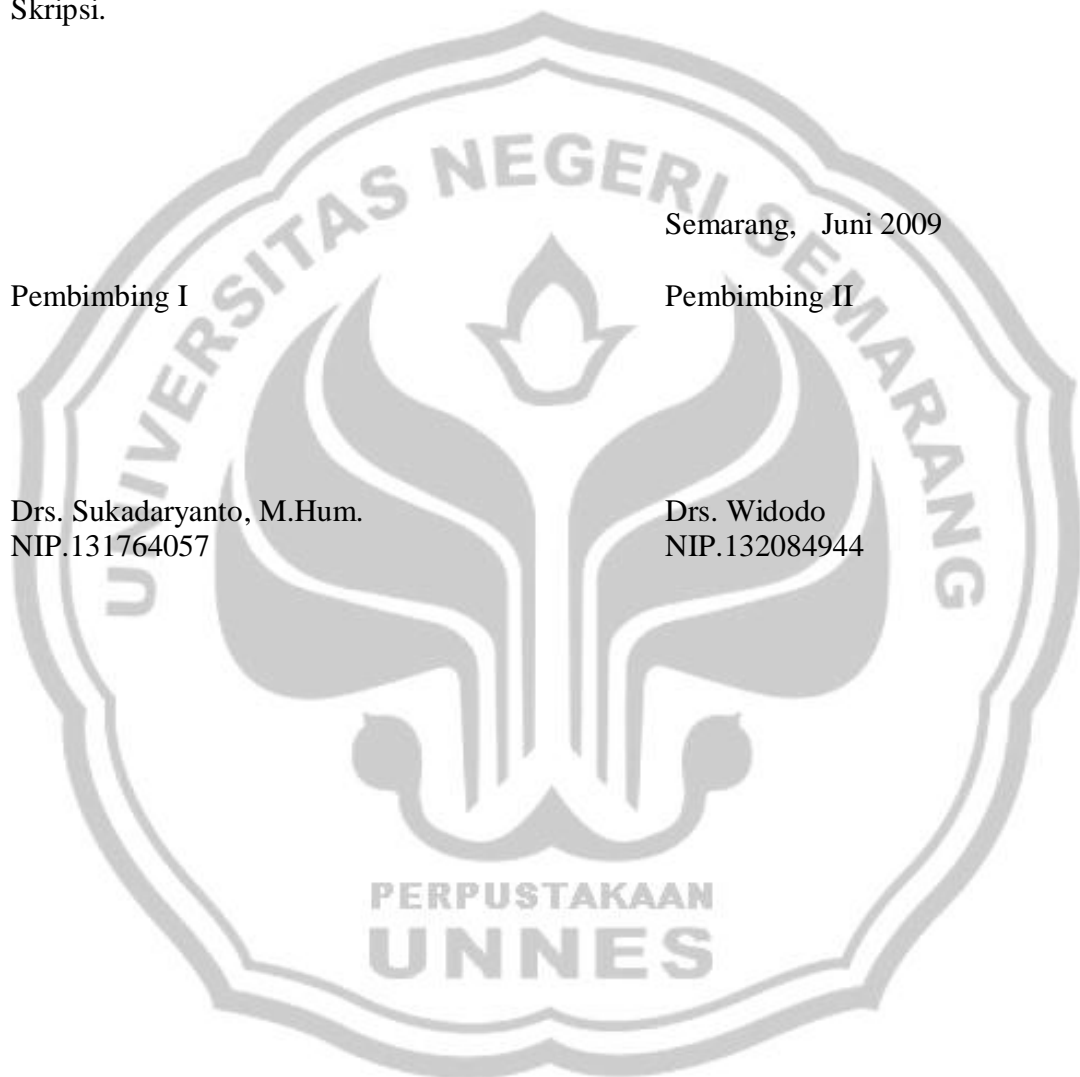 Skripsi.
UNIVERSITAS NEGERI SEMARANG
Semarang, Juni 2009
Pembimbing I Pembimbing II
Drs. Sukadaryanto, M.Hum. Drs. Widodo
NIP.131764057 NIP.132084944
PERPUSTAKAAN
UNNES